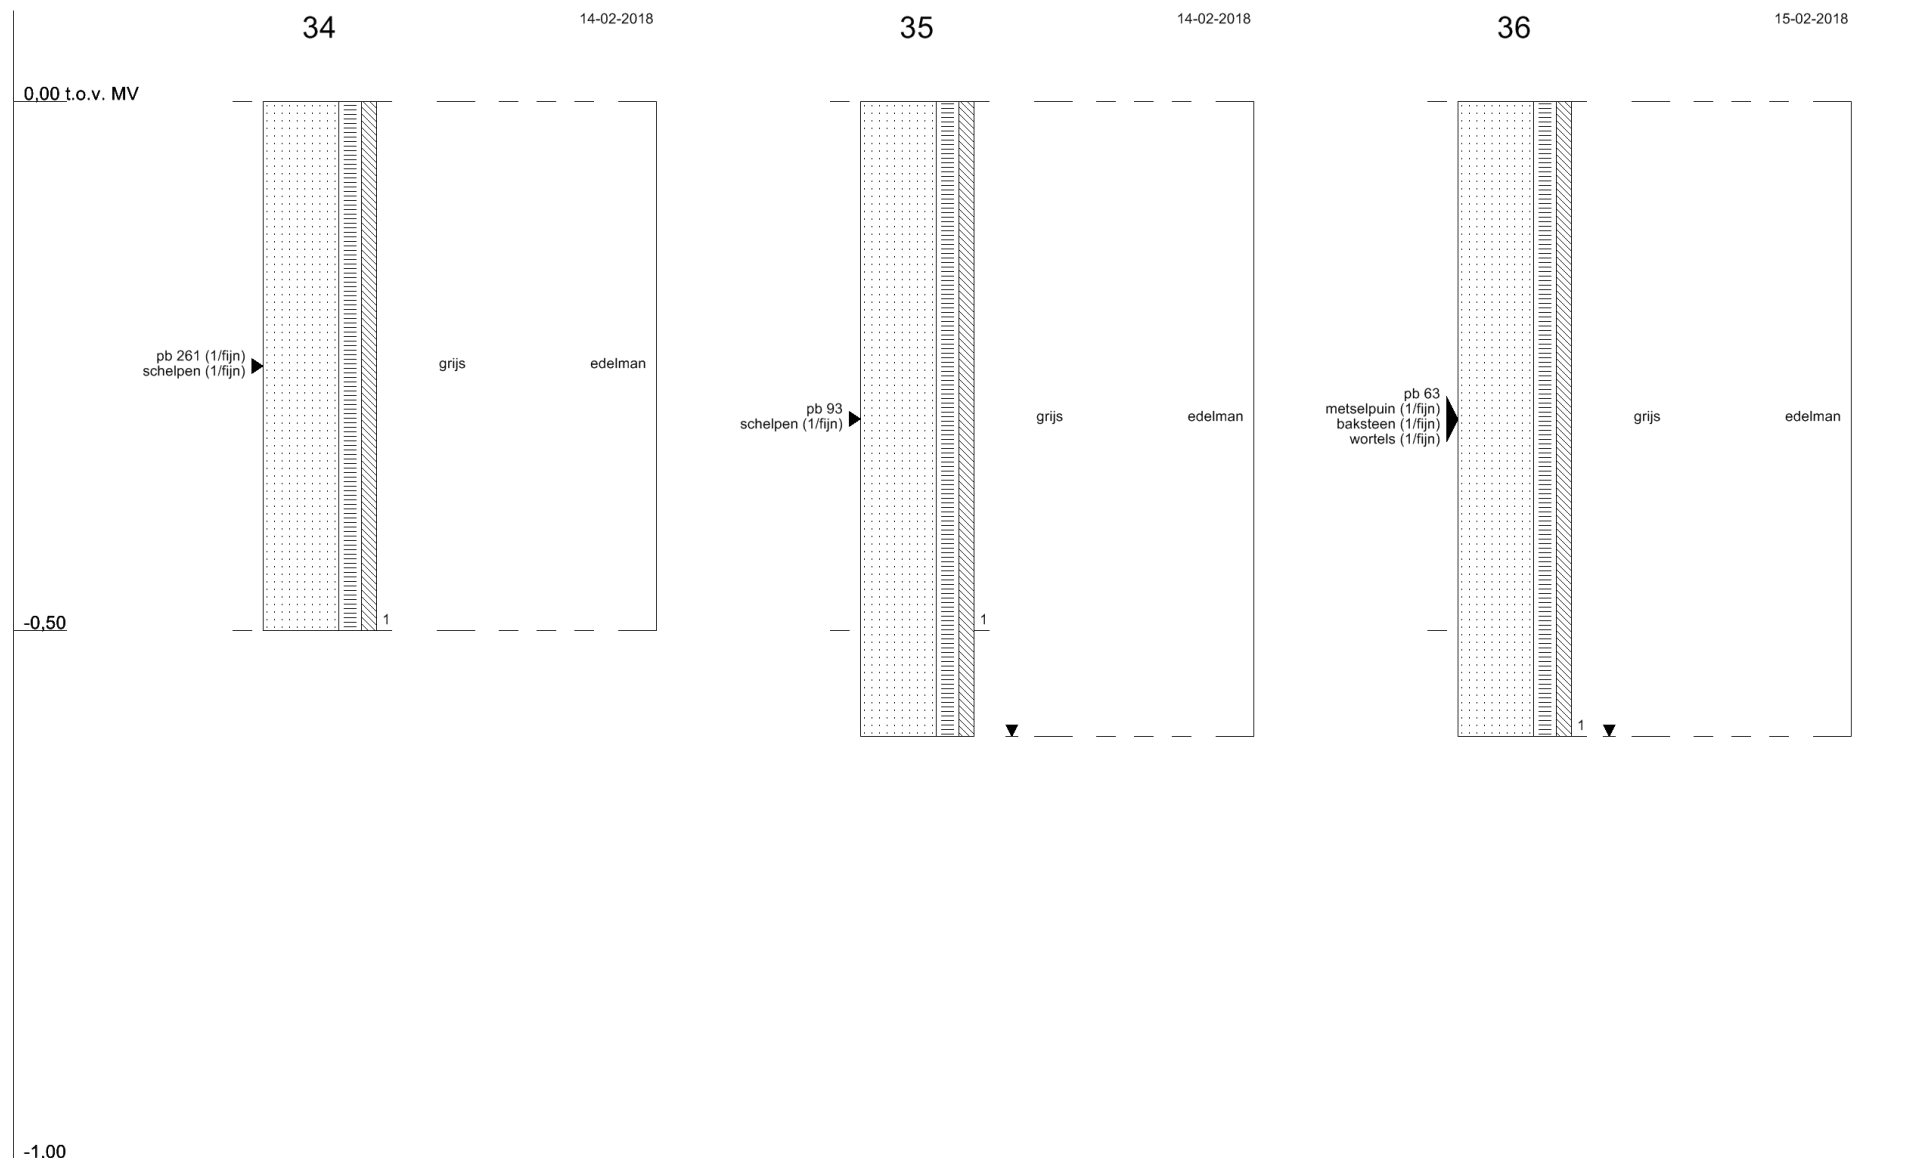 34
14-02-2018
35
14-02-2018
36
15-02-2018
0,00 t.o.v. MV
pb 261 (1/fijn)
schelpen (1/fijn)
grijs
edelman
pb 93
schelpen (1/fijn)
grijs
edelman
pb 63
metselpuin (1/fijn)
baksteen (1/fijn)
wortels (1/fijn)
grijs
edelman
-0,50
1
1
1
-1,00